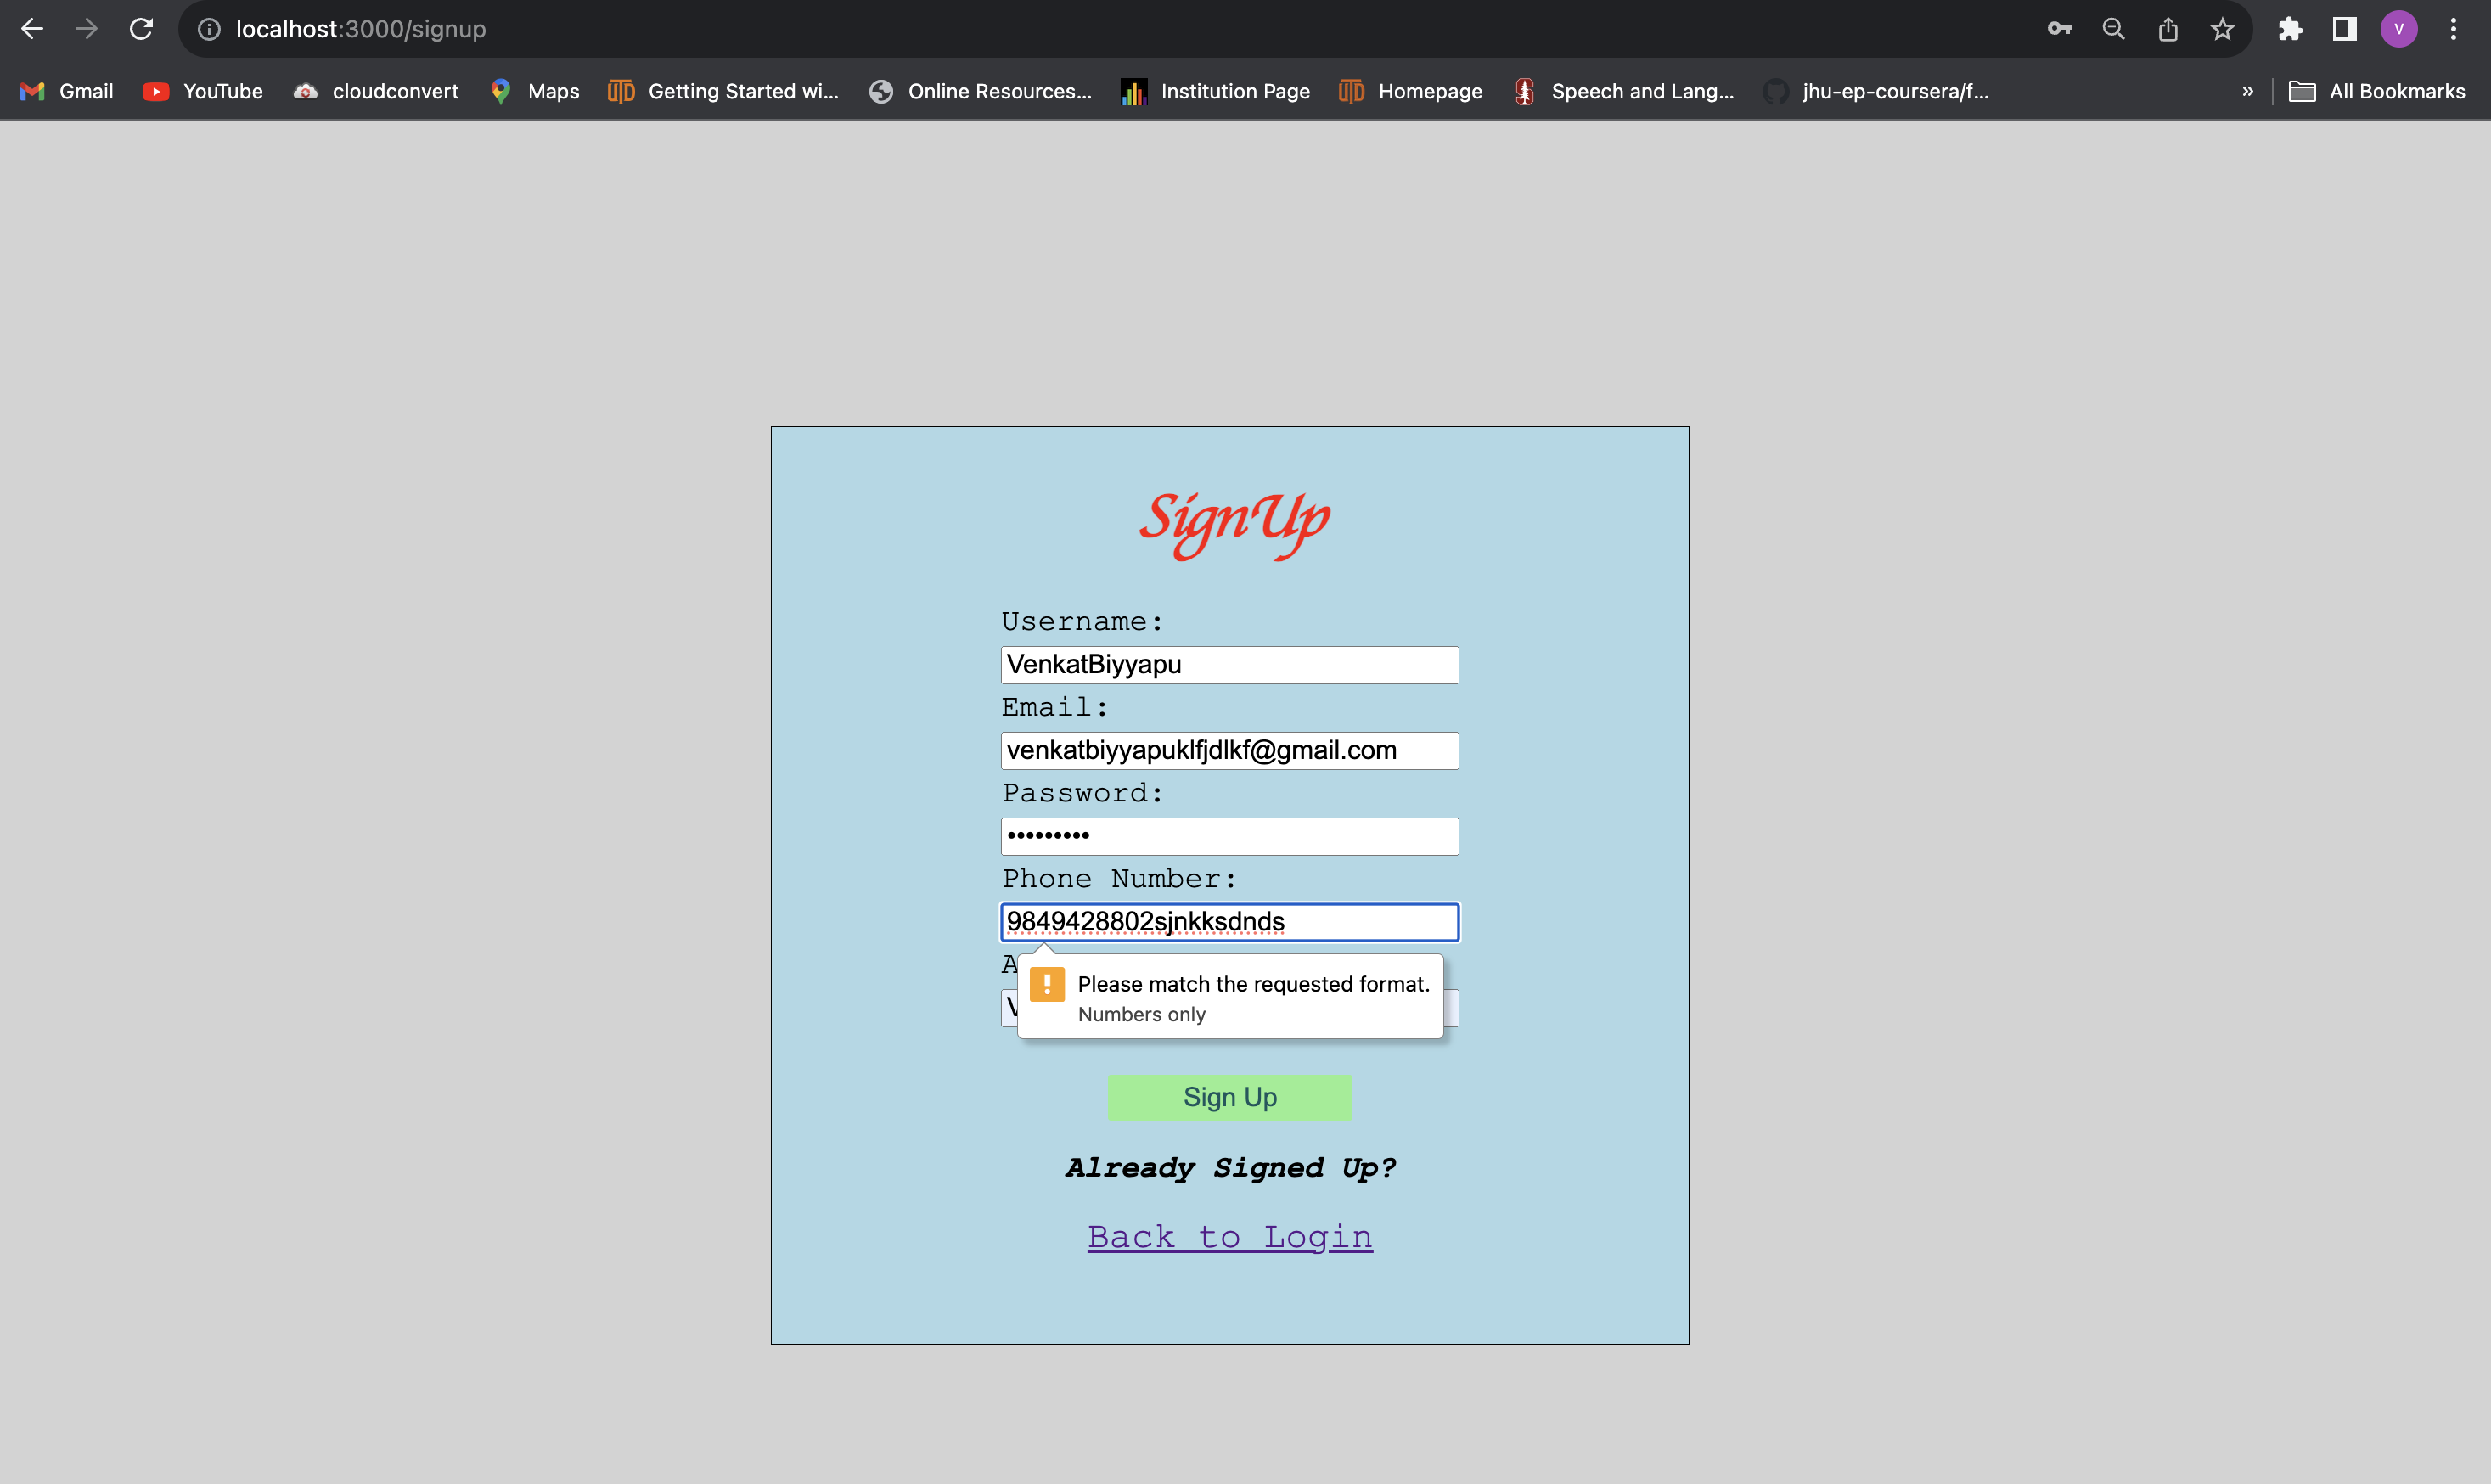 localhost:3000/signup
V
Gmail YouTube cloudconvert Maps UTD Getting Started wi... Online Resources... Institution Page UTD Homepage Speech and Lang... jhu-ep-coursera/f... » All Bookmarks
SignUp
Username:
VenkatBiyyapu
Email:
venkatbiyyapuklfjdlkf@gmail.com
Password:
•••••••••
Phone Number:
9849428802sjnkksdnds
A
Please match the requested format.
Numbers only
Sign Up
Already Signed Up?
Back to Login